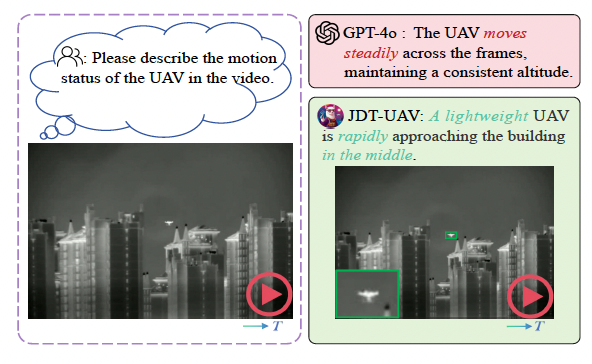 : Please describe the motion
status of the UAV in the video.
T
GPT-4o : The UAV moves
steadily across the frames,
maintaining a consistent altitude.
JDT-UAV: A lightweight UAV
is rapidly approaching the building
in the middle.
T